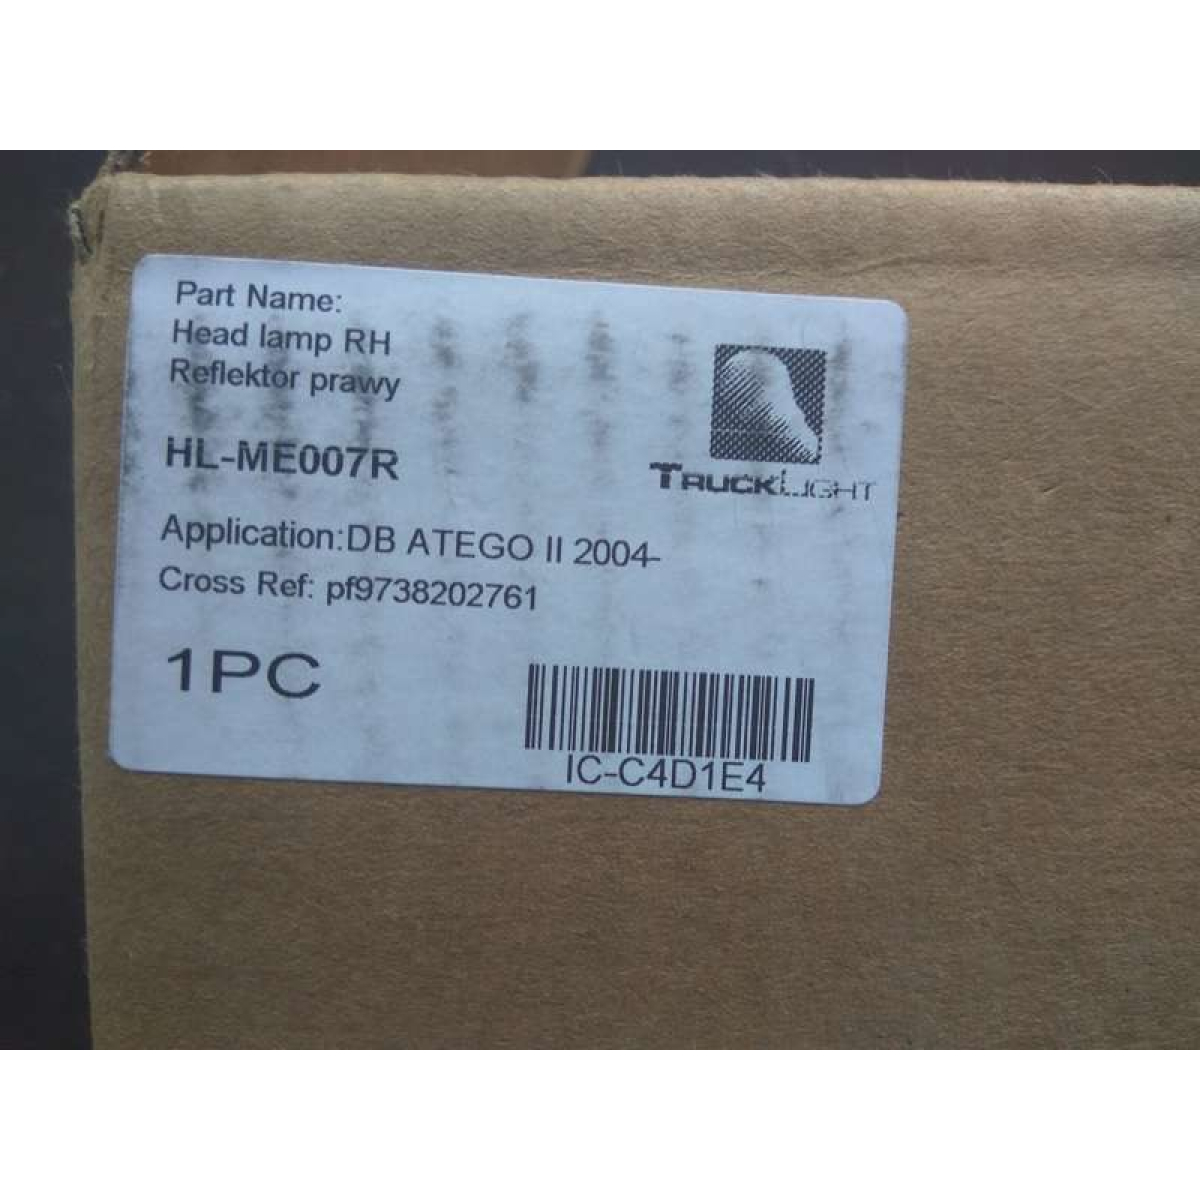 Part Name:
Head lamp RH
Reflektor prawy
HL-ME007R
TRUCKLIGHT
Application:DB ATEGO II 2004-
Cross Ref: pf9738202761
1PC
IC-C4D1E4